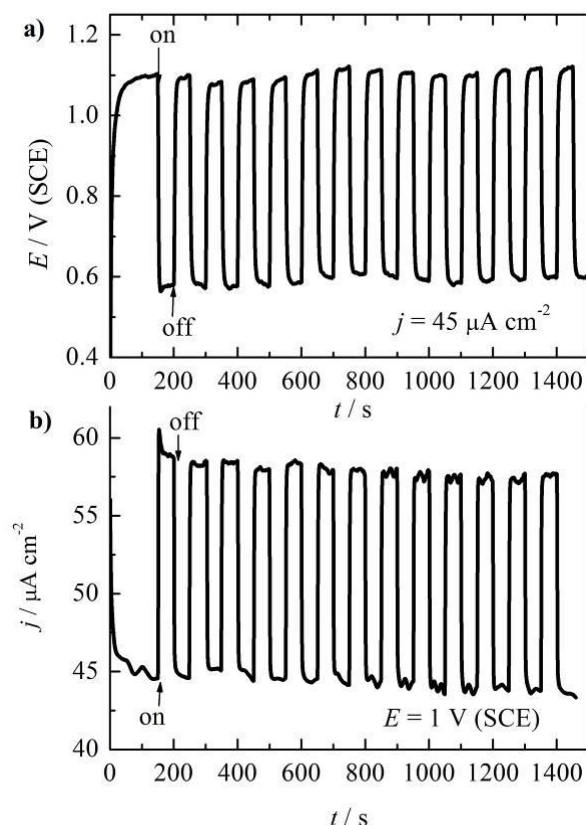 a)
on
1.0
0.8
0.6
0.4
E / V (SCE)
off
j = 45 μA cm-2
0 200 400 600 800 1000 1200 1400
t / s
b)
off
60
55
50
45
40
j / μA cm-2
on
E = 1 V (SCE)
0 200 400 600 800 1000 1200 1400
t / s